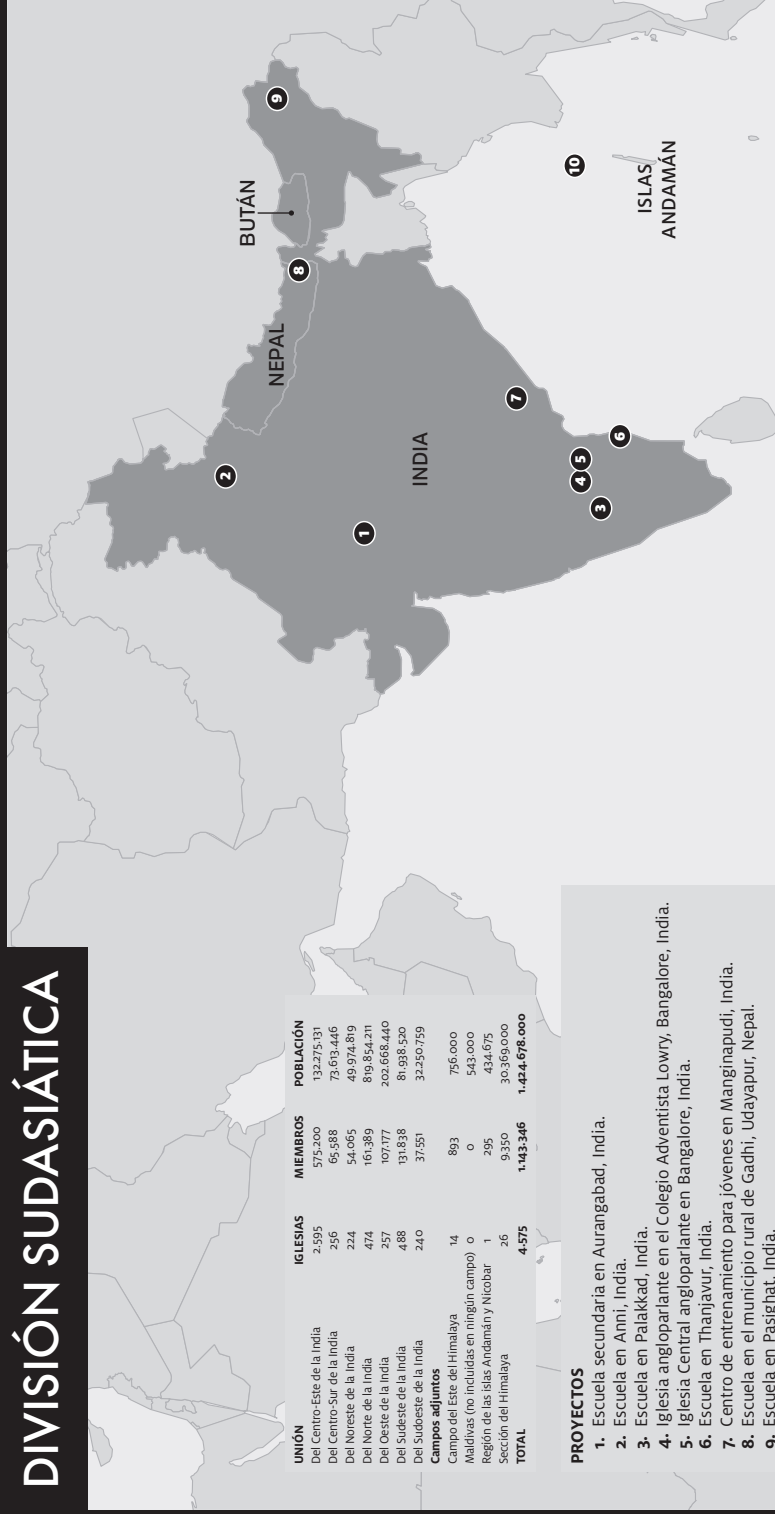 DIVISIÓN SUDASIÁTICA
UNIÓN IGLESIAS MIEMBROS POBLACIÓN
Del Centro-Este de la India 2.595 575.200 132.275.131
Del Centro-Sur de la India 256 65.588 73.613.446
Del Noreste de la India 224 54.065 49.974.819
Del Norte de la India 474 161.389 819.854.211
Del Oeste de la India 257 107.177 202.668.440
Del Sudeste de la India 488 131.838 81.938.520
Del Sudoeste de la India 240 37.551 32.250.759
Campos adjuntos
Campo del Este del Himalaya 14 893 756.000
Maldivas (no incluidas en ningún campo) 0 0 543.000
Región de las islas Andamán y Nicobar 1 295 434.675
Sección del Himalaya 26 9.350 30.369.000
TOTAL 4.575 1.143.346 1.424.678.000
PROYECTOS
1. Escuela secundaria en Aurangabad, India.
2. Escuela en Anni, India.
3. Escuela en Palakkad, India.
4. Iglesia angloparlante en el Colegio Adventista Lowry, Bangalore, India.
5. Iglesia Central angloparlante en Bangalore, India.
6. Escuela en Thanjavur, India.
7. Centro de entrenamiento para jóvenes en Manginapudi, India.
8. Escuela en el municipio rural de Gadhi, Udayapur, Nepal.
9. Escuela en Pasighat, India.
BUTÁN
NEPAL
INDIA
ISLAS
ANDAMÁN
1
2
3
4
5
6
7
8
9
10